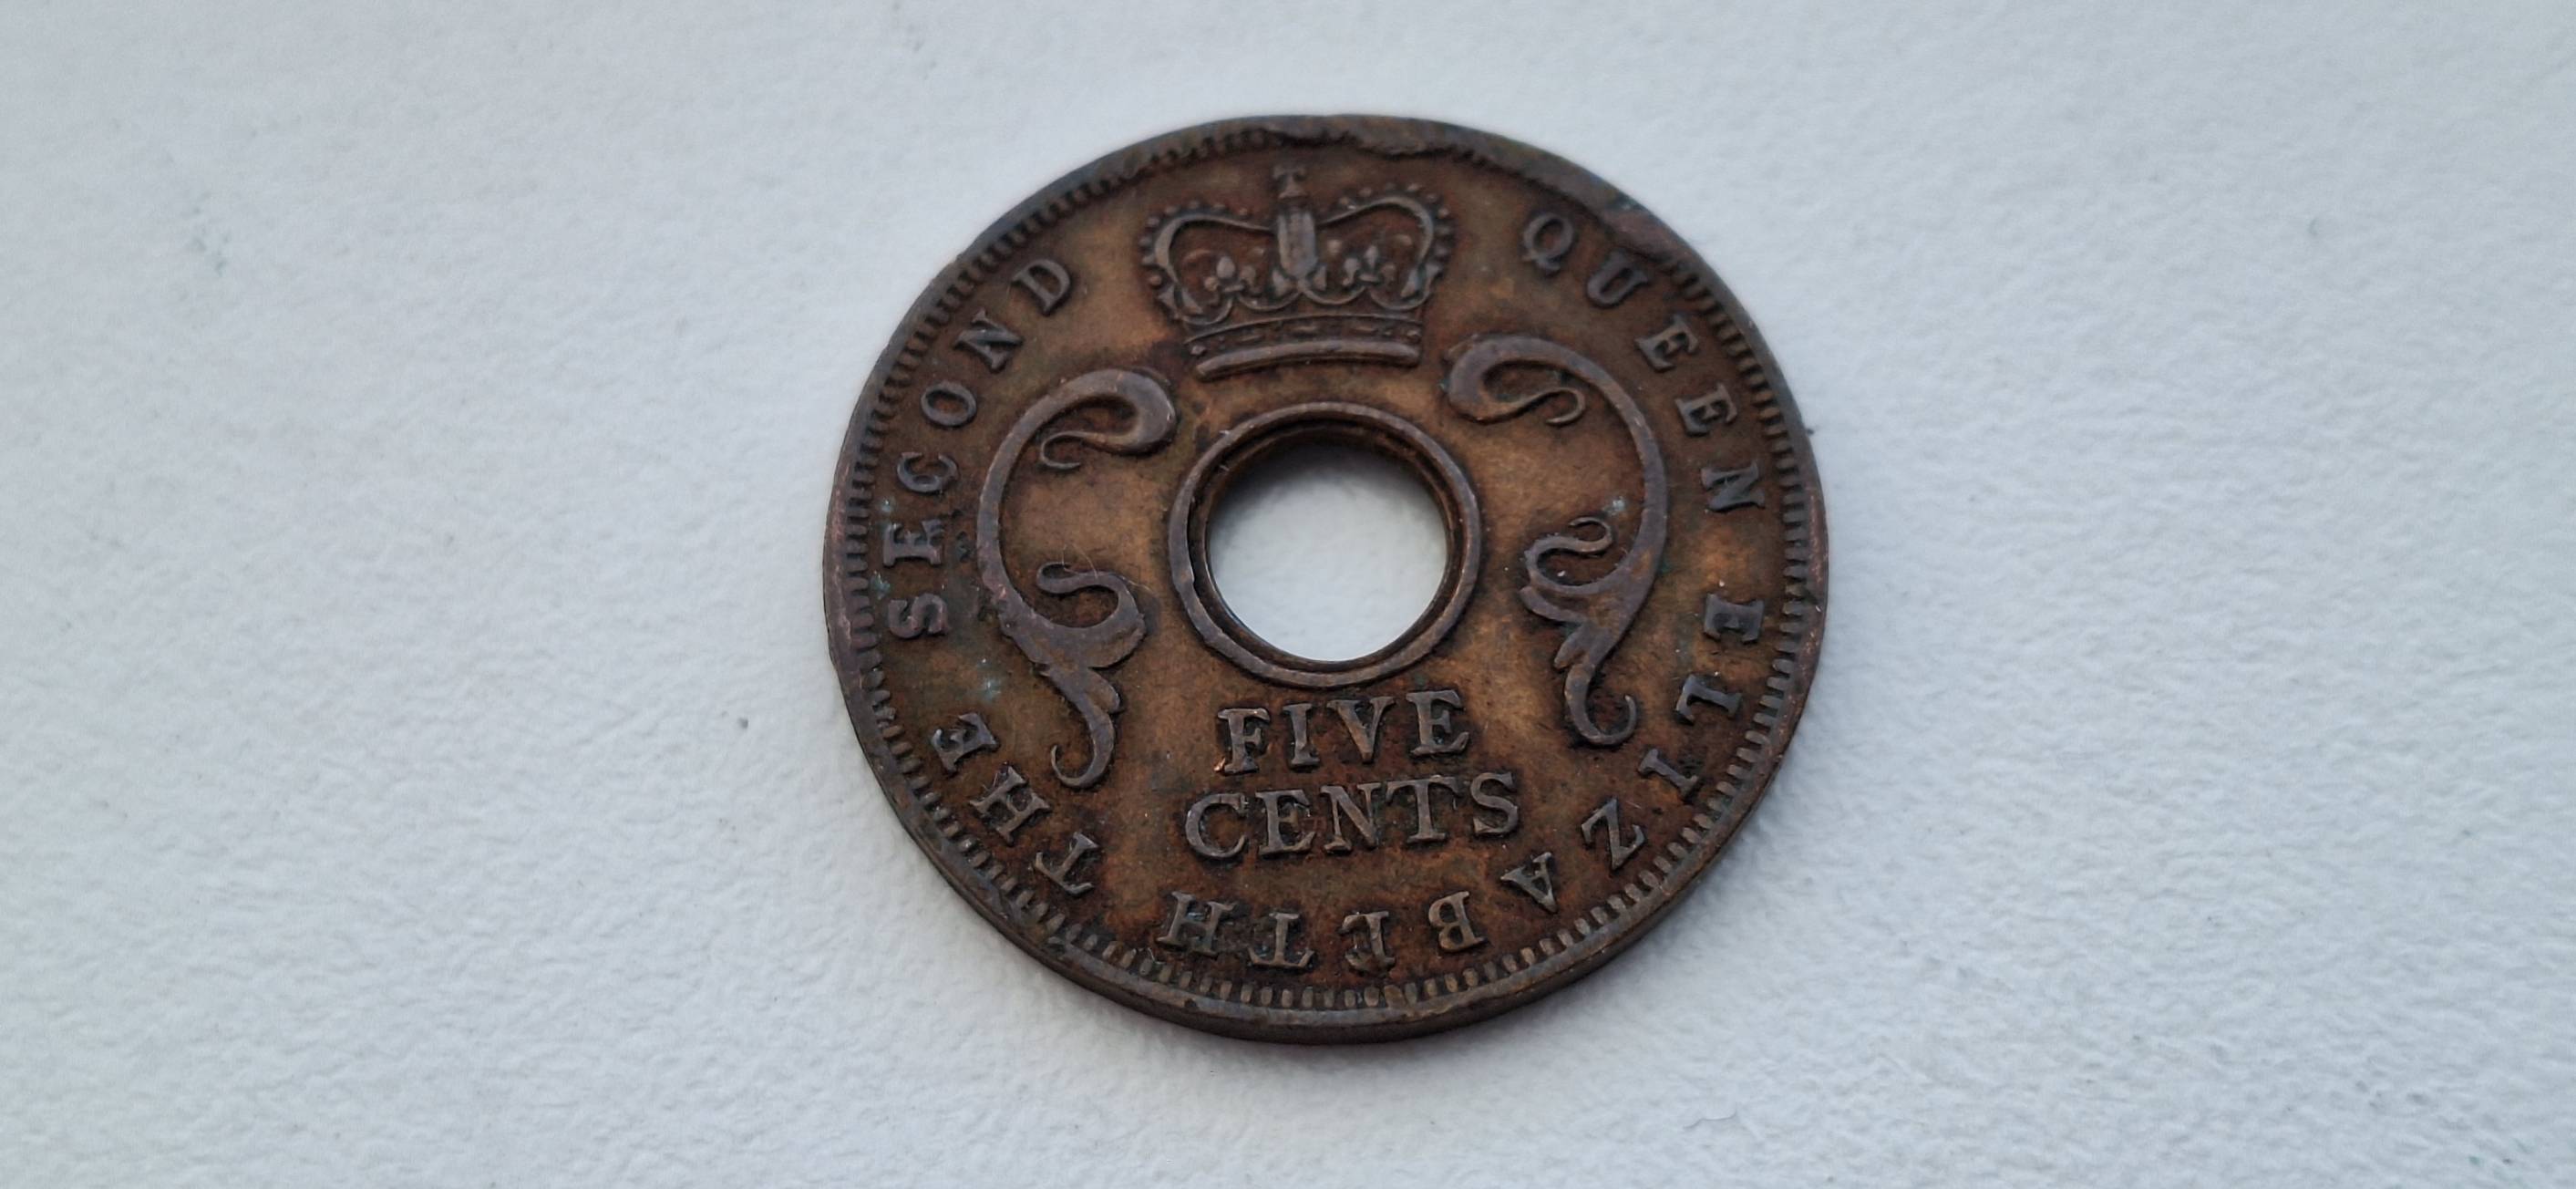 QUEEN ELIZABETH THE SECOND
FIVE
CENTS